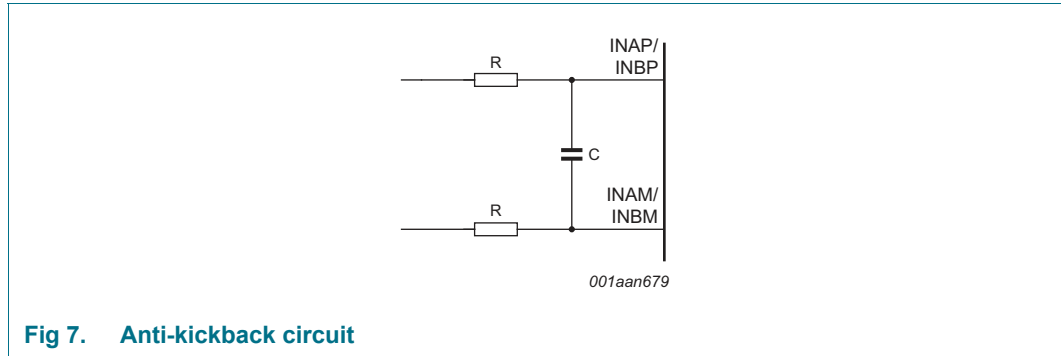 INAP/
INBP
R
C
INAM/
INBM
R
001aan679
Fig 7. Anti-kickback circuit